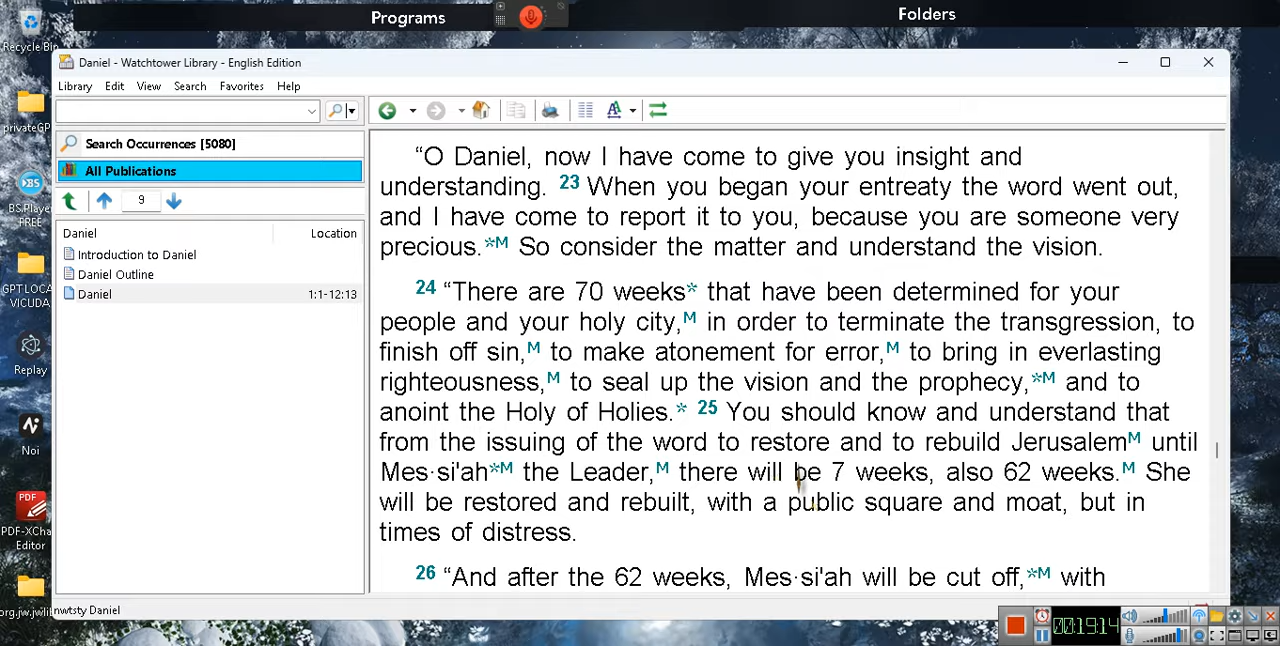 Programs
Folders
Recycle Bin
Daniel - Watchtower Library - English Edition
Library Edit View Search Favorites Help
privateGP
Search Occurrences [5080]
All Publications
9
BS.Player
FREE
Daniel Location
Introduction to Daniel
Daniel Outline
Daniel 1:1-12:13
GPT LOCA
VICUDA
Replay
Noi
PDF
PDF-XCha
Editor
org.jw.jwlib
nwtsty Daniel
“O Daniel, now I have come to give you insight and
understanding. 23 When you began your entreaty the word went out,
and I have come to report it to you, because you are someone very
precious.*M So consider the matter and understand the vision.
24 “There are 70 weeks* that have been determined for your
people and your holy city,M in order to terminate the transgression, to
finish off sin,M to make atonement for error,M to bring in everlasting
righteousness,M to seal up the vision and the prophecy,*M and to
anoint the Holy of Holies.* 25 You should know and understand that
from the issuing of the word to restore and to rebuild JerusalemM until
Mes·si'ah*M the Leader,M there will be 7 weeks, also 62 weeks.M She
will be restored and rebuilt, with a public square and moat, but in
times of distress.
26 “And after the 62 weeks, Mes·si'ah will be cut off,*M with
00:19:14